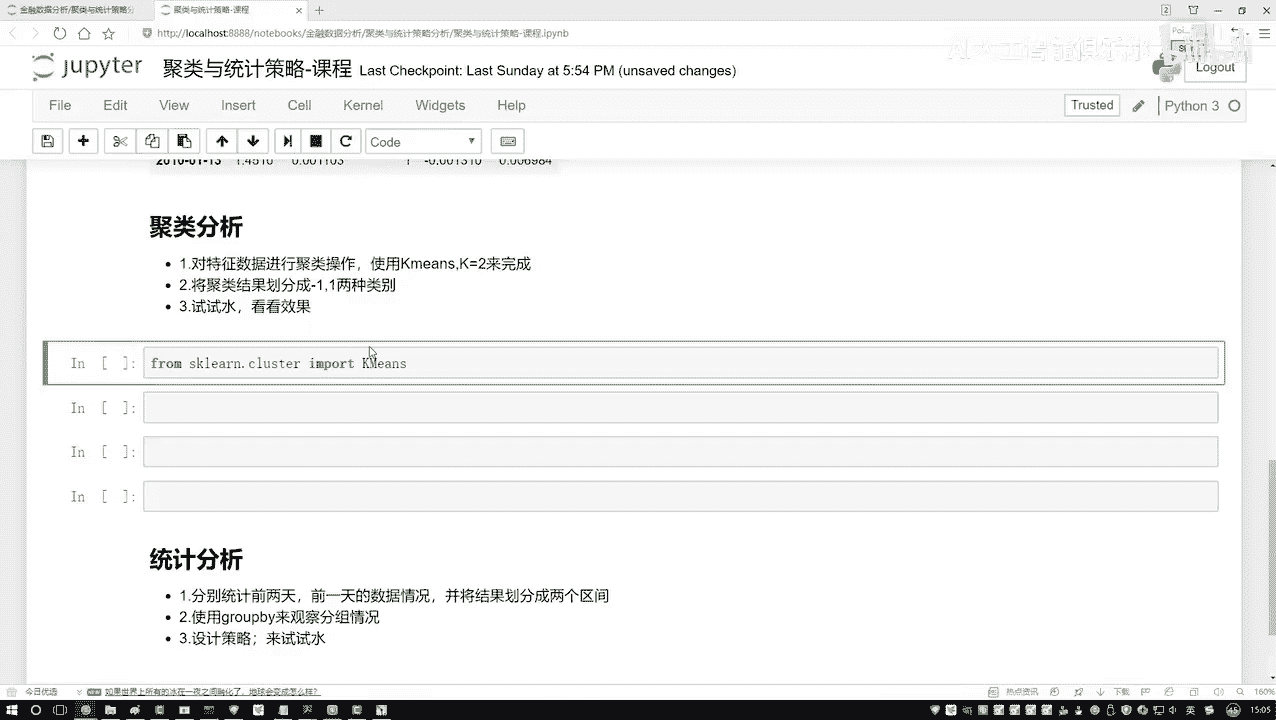 金融数据分析/聚类与统计策略分
聚类与统计策略-课程
http://localhost:8888/notebooks/金融数据分析/聚类与统计策略分析/聚类与统计策略-课程.ipynb
jupyter 聚类与统计策略-课程 Last Checkpoint: Last Sunday at 5:54 PM (unsaved changes)
Logout
File Edit View Insert Cell Kernel Widgets Help
Trusted Python 3
Code
2010-01-13 1.4510 0.001103 1 -0.001310 0.006984
聚类分析
1.对特征数据进行聚类操作，使用Kmeans,K=2来完成
2.将聚类结果划分成-1,1两种类别
3.试试水，看看效果
In [ ]: from sklearn.cluster import KMeans
In [ ]:
In [ ]:
In [ ]:
统计分析
1.分别统计前两天，前一天的数据情况，并将结果划分成两个区间
2.使用groupby来观察分组情况
3.设计策略；来试试水
今日优选
如果世界上所有的冰在一夜之间融化了，地球会变成怎么样？
热点资讯
下载
160%
英
15:05